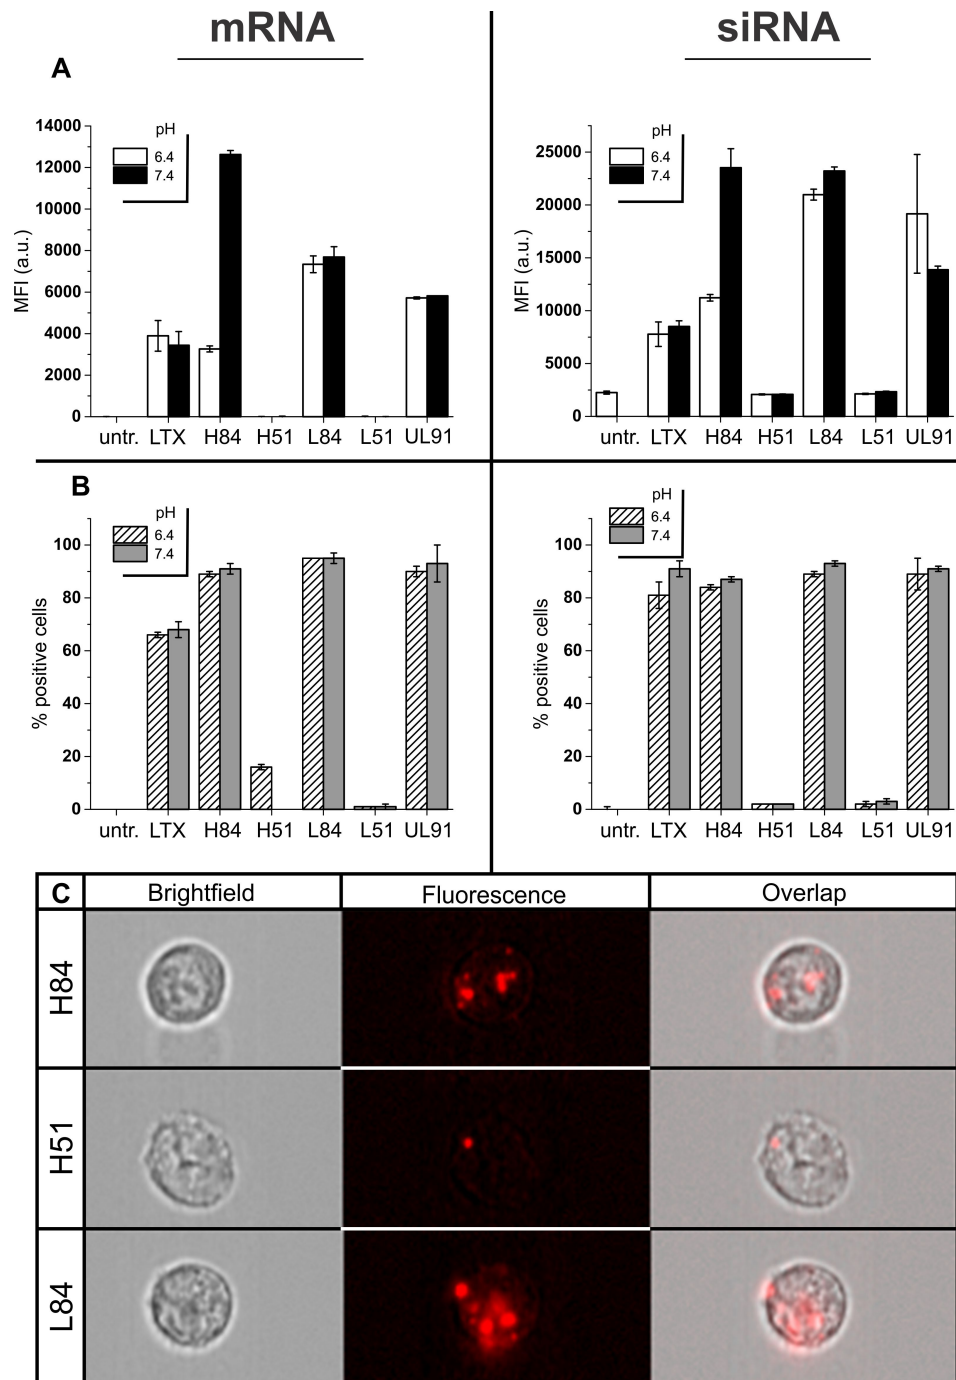 mRNA
siRNA
A
14000
12000
10000
8000
6000
4000
2000
0
MFI (a.u.)
pH
6.4
7.4
untr. LTX H84 H51 L84 L51 UL91
25000
20000
15000
10000
5000
0
MFI (a.u.)
pH
6.4
7.4
untr. LTX H84 H51 L84 L51 UL91
B
100
80
60
40
20
0
% positive cells
pH
6.4
7.4
untr. LTX H84 H51 L84 L51 UL91
100
80
60
40
20
0
% positive cells
pH
6.4
7.4
untr. LTX H84 H51 L84 L51 UL91
C Brightfield Fluorescence Overlap
H84
H51
L84